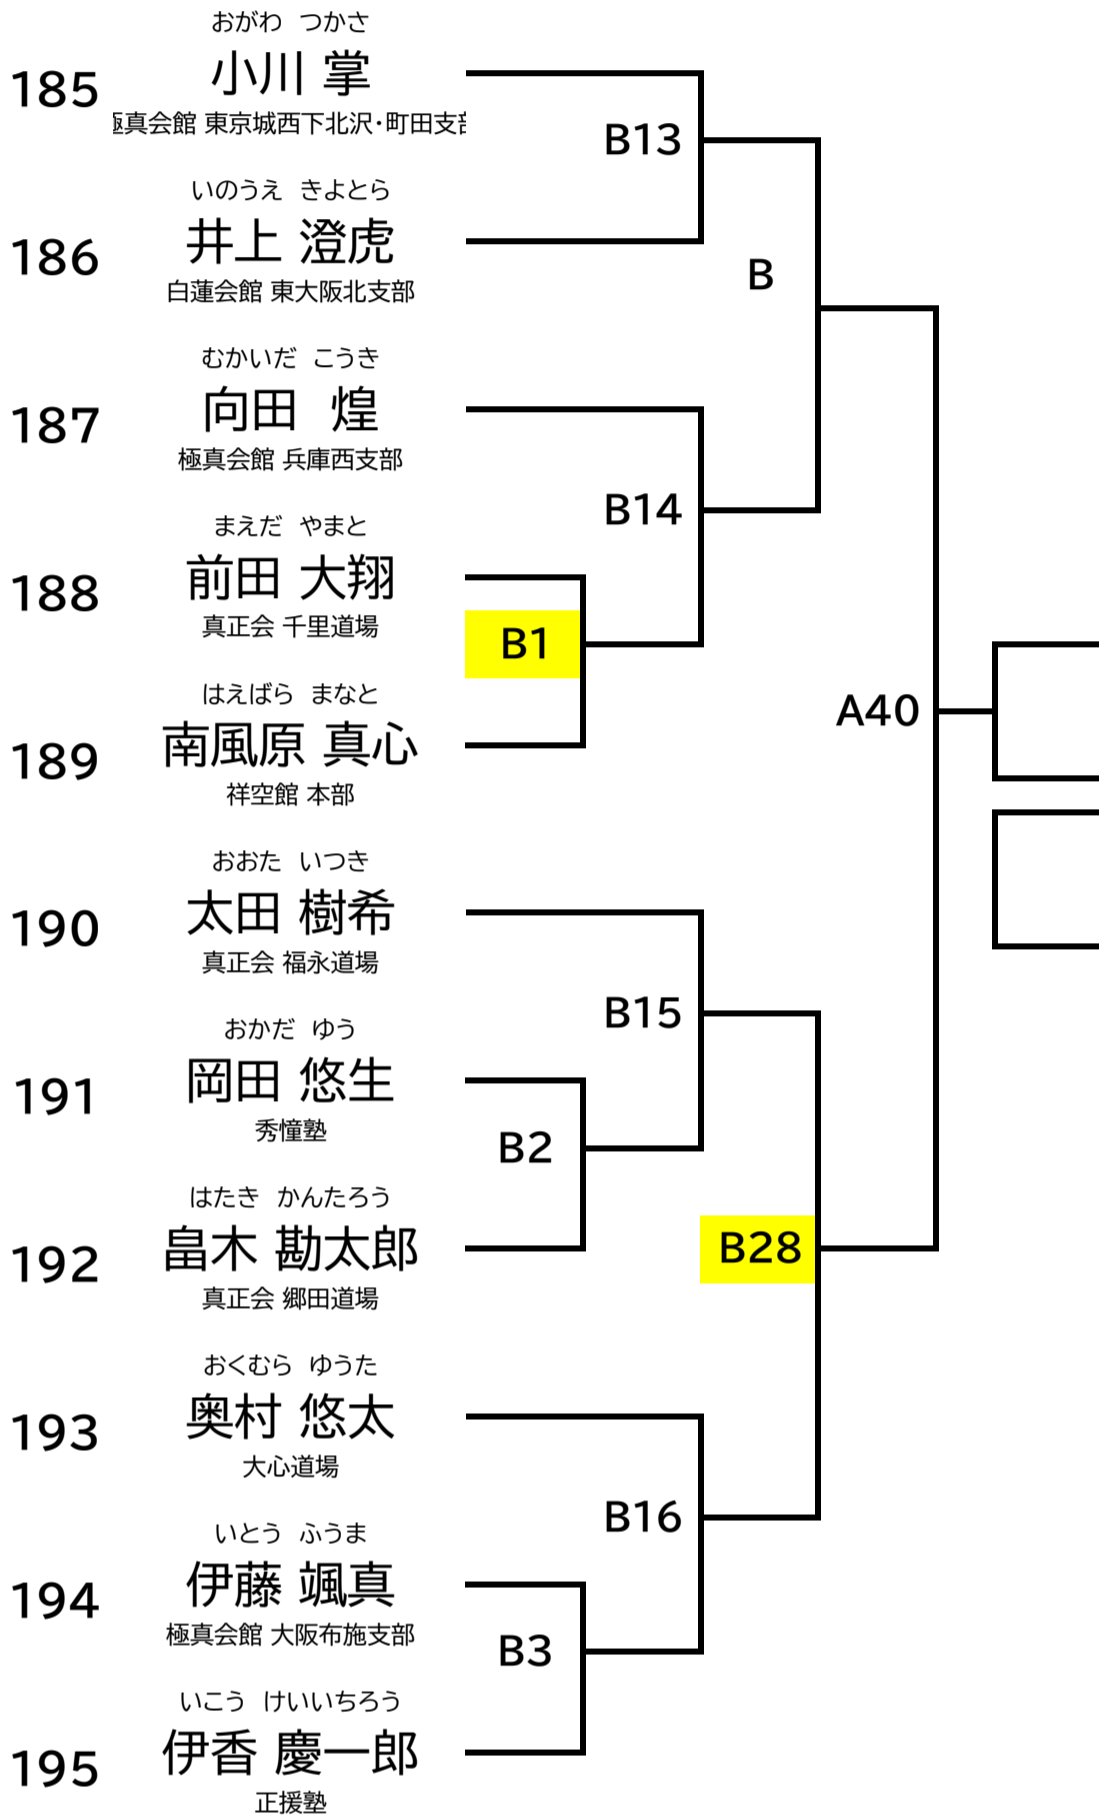 おがわ つかさ
185 小川 掌
極真会館 東京城西下北沢・町田支部
B13
いのうえ きよとら
186 井上 澄虎
白蓮会館 東大阪北支部
B
むかいだ こうき
187 向田 煌
極真会館 兵庫西支部
B14
まえだ やまと
188 前田 大翔
真正会 千里道場
B1
はえばら まなと
189 南風原 真心
祥空館 本部
A40
おおた いつき
190 太田 樹希
真正会 福永道場
B15
おかだ ゆう
191 岡田 悠生
秀憧塾
B2
はたき かんたろう
192 畠木 勘太郎
真正会 郷田道場
B28
おくむら ゆうた
193 奥村 悠太
大心道場
B16
いとう ふうま
194 伊藤 颯真
極真会館 大阪布施支部
B3
いこう けいいちろう
195 伊香 慶一郎
正援塾